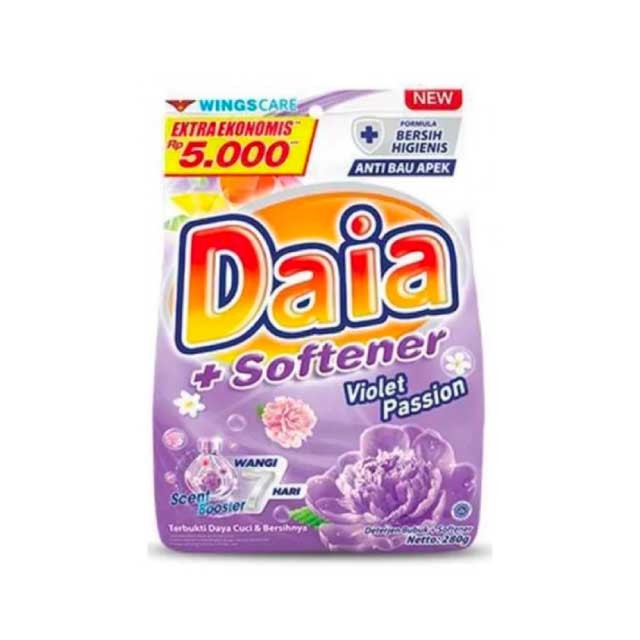 WINGSCARE
NEW
EXTRA EKONOMIS
Rp 5.000
FORMULA
BERSIH
HIGIENIS
ANTI BAU APEK
Daia
+ Softener
Violet
Passion
WANGI
7 HARI
Scent
Booster
Terbukti Daya Cuci & Bersihnya
Deterjen Bubuk + Softener
Netto: 280g